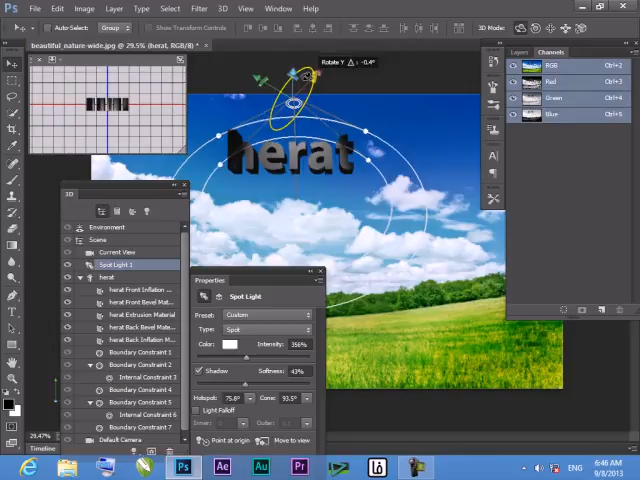 Ps File Edit Image Layer Type Select Filter 3D View Window Help
Auto-Select: Group Show Transform Controls 3D Mode:
beautiful_nature-wide.jpg @ 29.5% (herat, RGB/8) *
Rotate Y -0.4°
Layers Channels
RGB Ctrl+2
Red Ctrl+3
Green Ctrl+4
Blue Ctrl+5
herat
3D
Environment
Scene
Current View
Spot Light 1
herat
herat Front Inflation ...
herat Front Bevel Mat...
herat Extrusion Material
herat Back Bevel Mate...
herat Back Inflation M...
Boundary Constraint 1
Boundary Constraint 2
Internal Constraint 3
Boundary Constraint 4
Boundary Constraint 5
Internal Constraint 6
Boundary Constraint 7
Default Camera
Properties
Spot Light
Preset: Custom
Type: Spot
Color: Intensity: 356%
Shadow Softness: 43%
Hotspot: 75.8° Cone: 93.5°
Light Falloff
Inner: Outer:
Point at origin Move to view
29.47%
Timeline
Ps Ae Au Pr
ENG
6:46 AM
9/8/2013